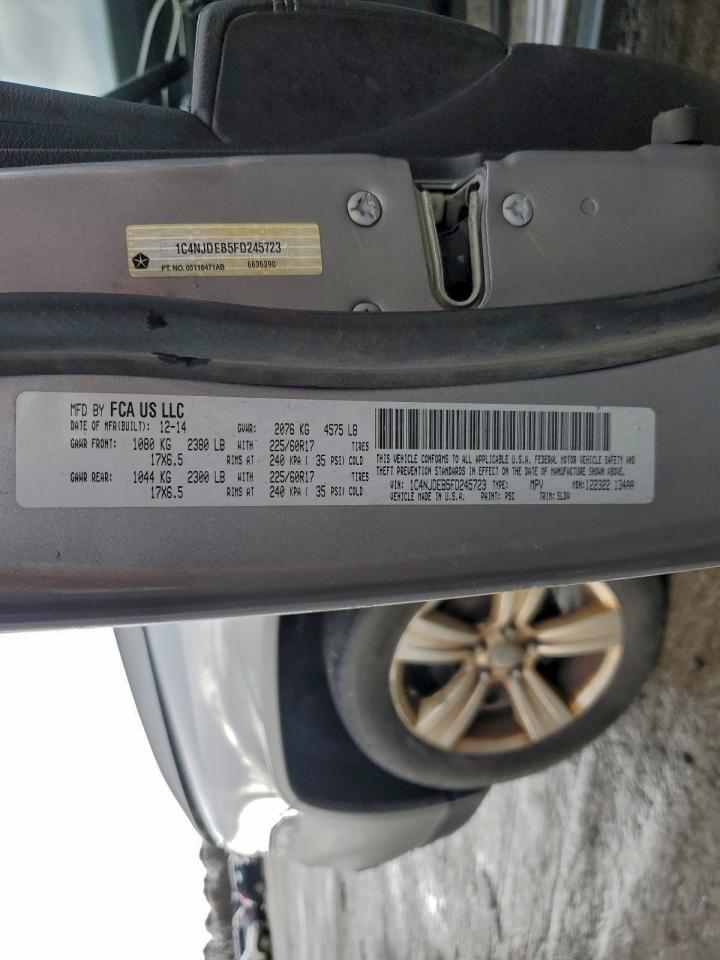 1C4NJDEB5FD245723
PT. NO. 05116471AB 6636390
MFD BY FCA US LLC
DATE OF MFR(BUILT): 12-14 GVWR: 2076 KG 4575 LB
GAWR FRONT: 1080 KG 2380 LB WITH 225/60R17 TIRES
17X6.5 RIMS AT 240 KPA ( 35 PSI) COLD
GAWR REAR: 1044 KG 2300 LB WITH 225/60R17 TIRES
17X6.5 RIMS AT 240 KPA ( 35 PSI) COLD
THIS VEHICLE CONFORMS TO ALL APPLICABLE U.S.A. FEDERAL MOTOR VEHICLE SAFETY AND
THEFT PREVENTION STANDARDS IN EFFECT ON THE DATE OF MANUFACTURE SHOWN ABOVE.
VIN: 1C4NJDEB5FD245723 TYPE: MPV MDH: 122322 134AA
VEHICLE MADE IN U.S.A. PAINT: PSC TRIM: SLDV